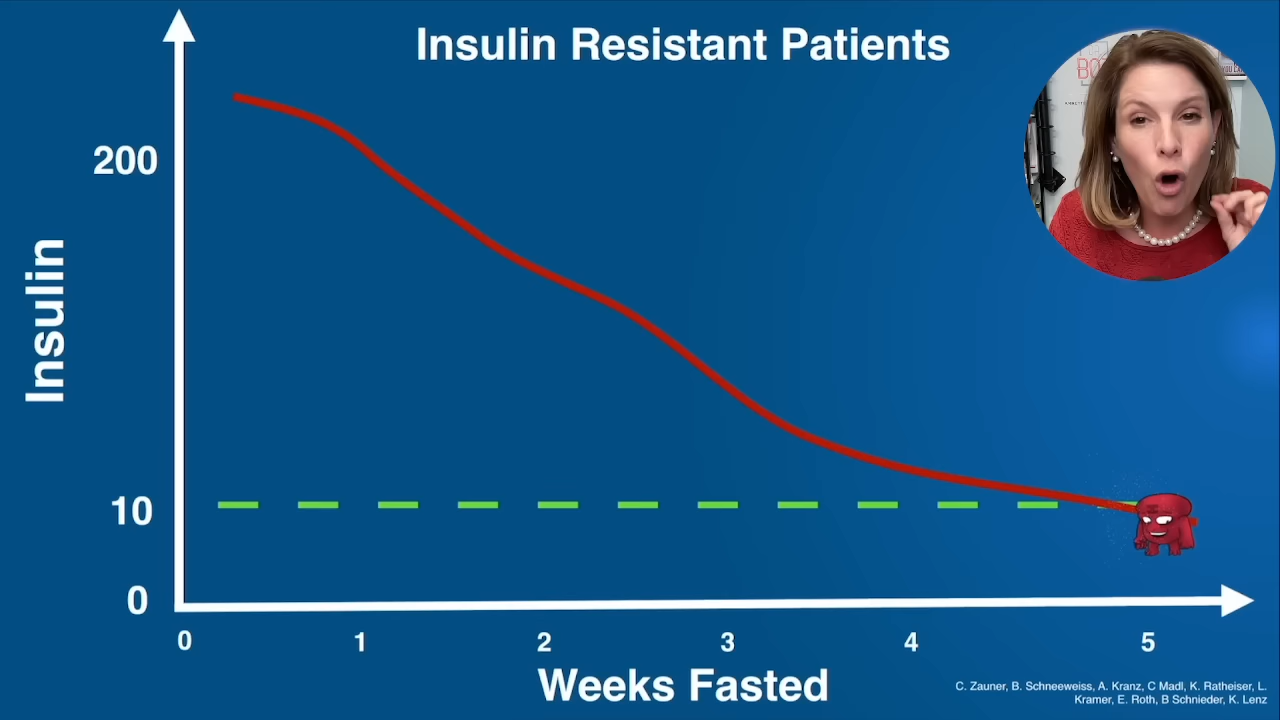 Insulin Resistant Patients
200
Insulin
10
0
0 1 2 3 4 5
Weeks Fasted
C. Zauner, B. Schneeweiss, A. Kranz, C Madl, K. Ratheiser, L.
Kramer, E. Roth, B Schnieder, K. Lenz